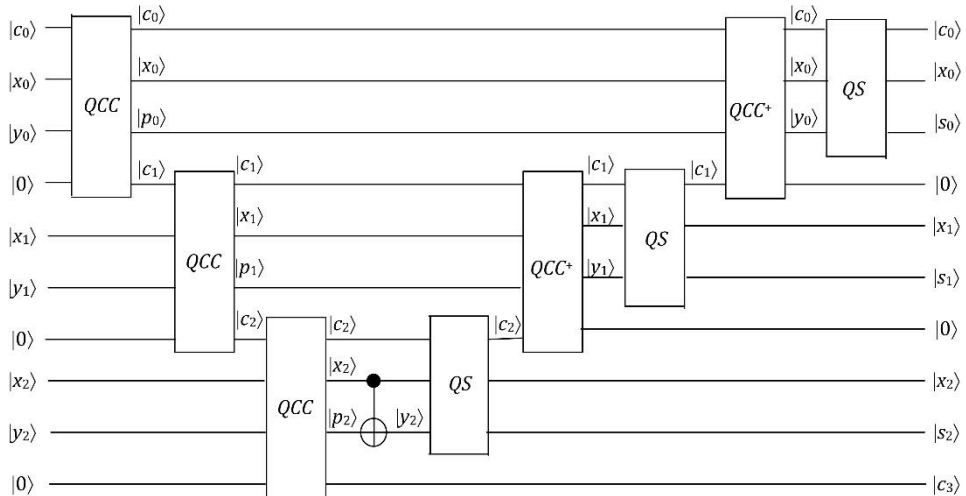 |c₀⟩ |c₀⟩ |c₀⟩ |c₀⟩
|x₀⟩ |x₀⟩ |x₀⟩ |x₀⟩
QCC QCC⁺ QS
|y₀⟩ |p₀⟩ |y₀⟩ |s₀⟩
|0⟩ |c₁⟩ |c₁⟩ |c₁⟩ |c₁⟩ |0⟩
|x₁⟩ |x₁⟩ |x₁⟩ |x₁⟩
QCC QCC⁺ QS
|y₁⟩ |p₁⟩ |y₁⟩ |s₁⟩
|0⟩ |c₂⟩ |c₂⟩ |c₂⟩ |0⟩
|x₂⟩ |x₂⟩ |x₂⟩
QCC QS
|y₂⟩ |p₂⟩ |y₂⟩ |s₂⟩
|0⟩ |c₃⟩